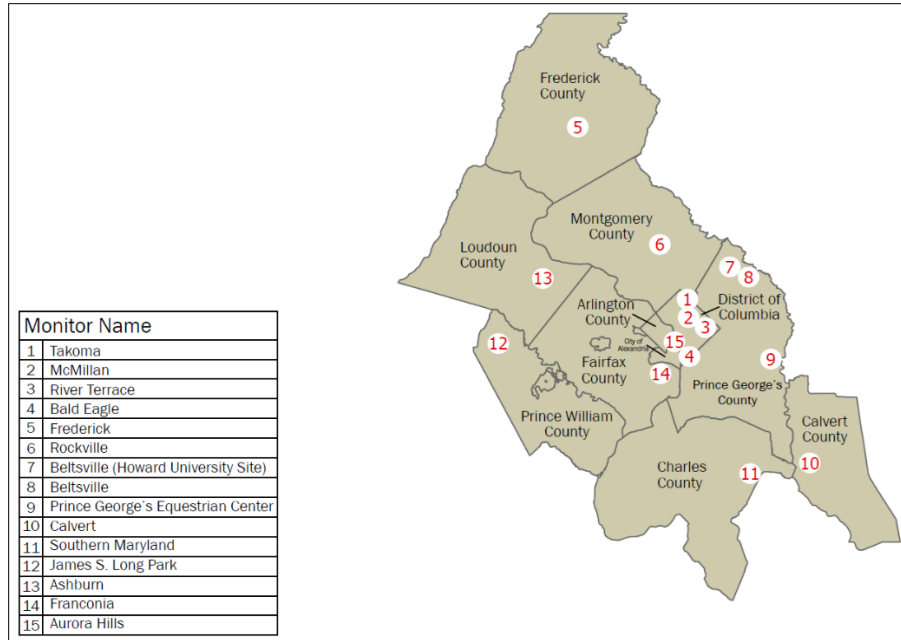 Frederick
County
5
Montgomery
County
6
Loudoun
County
13
7
8
1
District of
Columbia
2
3
Arlington
County
15
City of
Alexandria
4
12
Fairfax
County
14
9
Prince George's
County
Prince William
County
Calvert
County
10
Charles
County
11
Monitor Name
1 Takoma
2 McMillan
3 River Terrace
4 Bald Eagle
5 Frederick
6 Rockville
7 Beltsville (Howard University Site)
8 Beltsville
9 Prince George's Equestrian Center
10 Calvert
11 Southern Maryland
12 James S. Long Park
13 Ashburn
14 Franconia
15 Aurora Hills